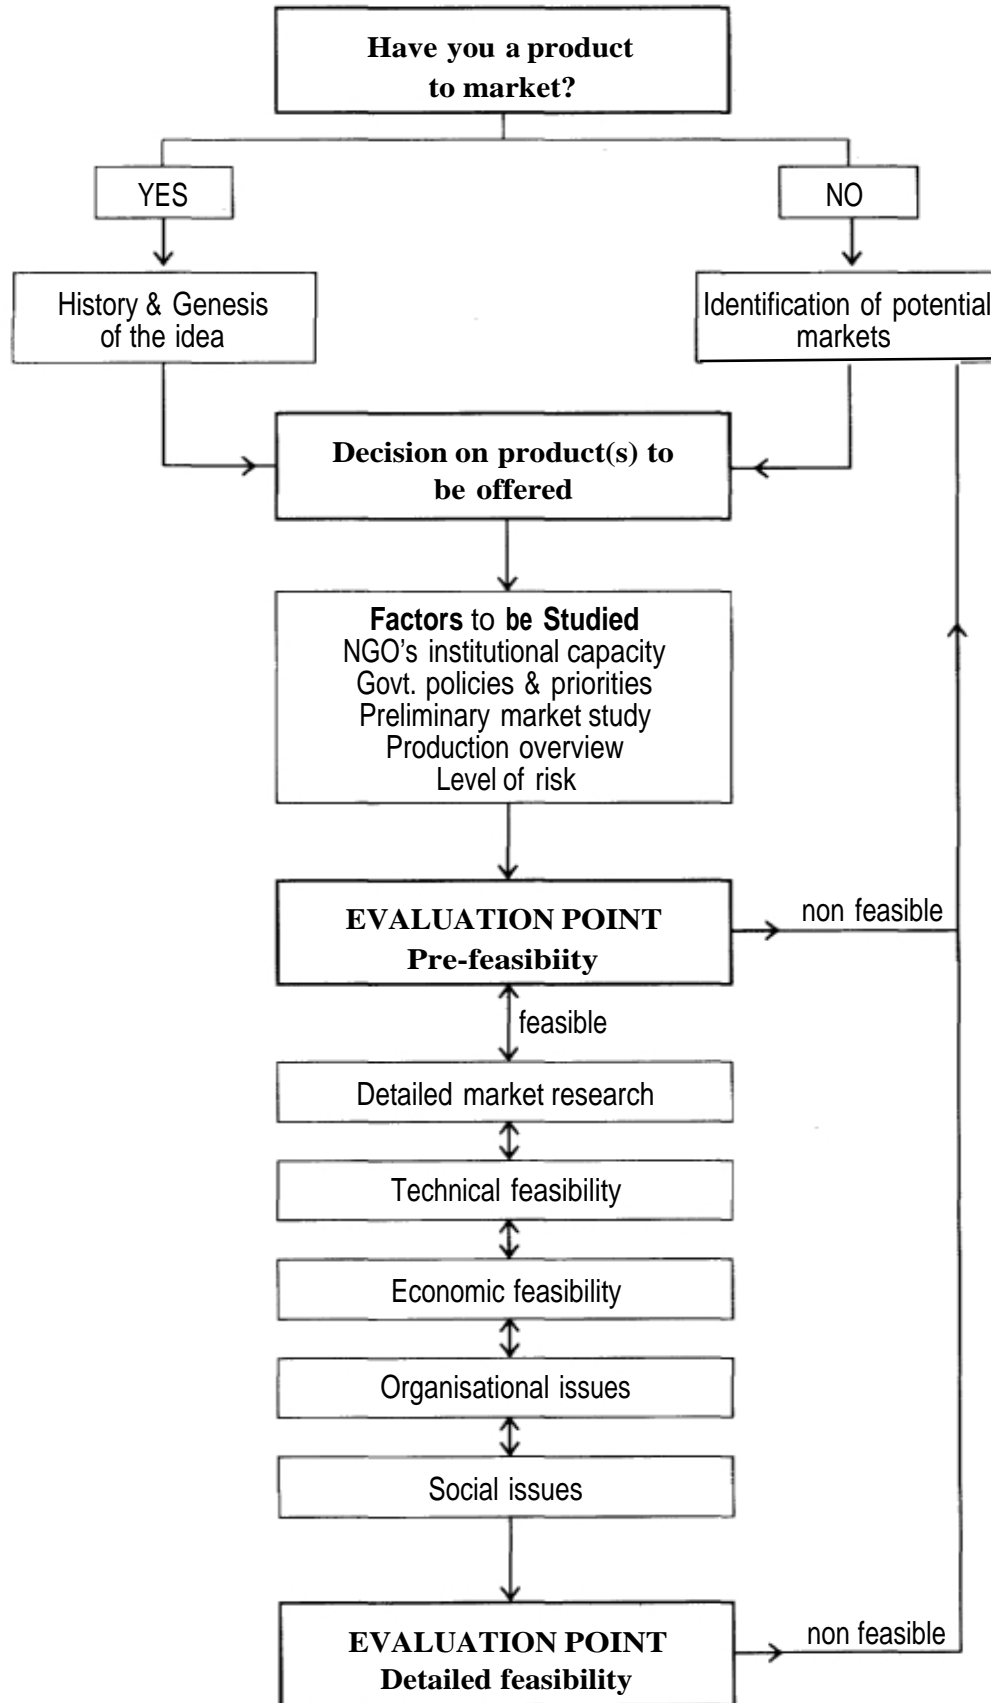 Have you a product
to market?
YES
NO
History & Genesis
of the idea
Identification of potential
markets
Decision on product(s) to
be offered
Factors to be Studied
NGO's institutional capacity
Govt. policies & priorities
Preliminary market study
Production overview
Level of risk
EVALUATION POINT
Pre-feasibiity
non feasible
feasible
Detailed market research
Technical feasibility
Economic feasibility
Organisational issues
Social issues
EVALUATION POINT
Detailed feasibility
non feasible